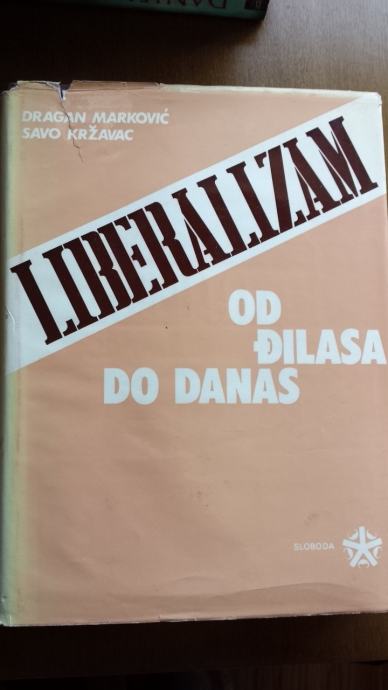 DRAGAN MARKOVIĆ
SAVO KRŽAVAC
LIBERALIZAM
OD
ĐILASA
DO DANAS
SLOBODA